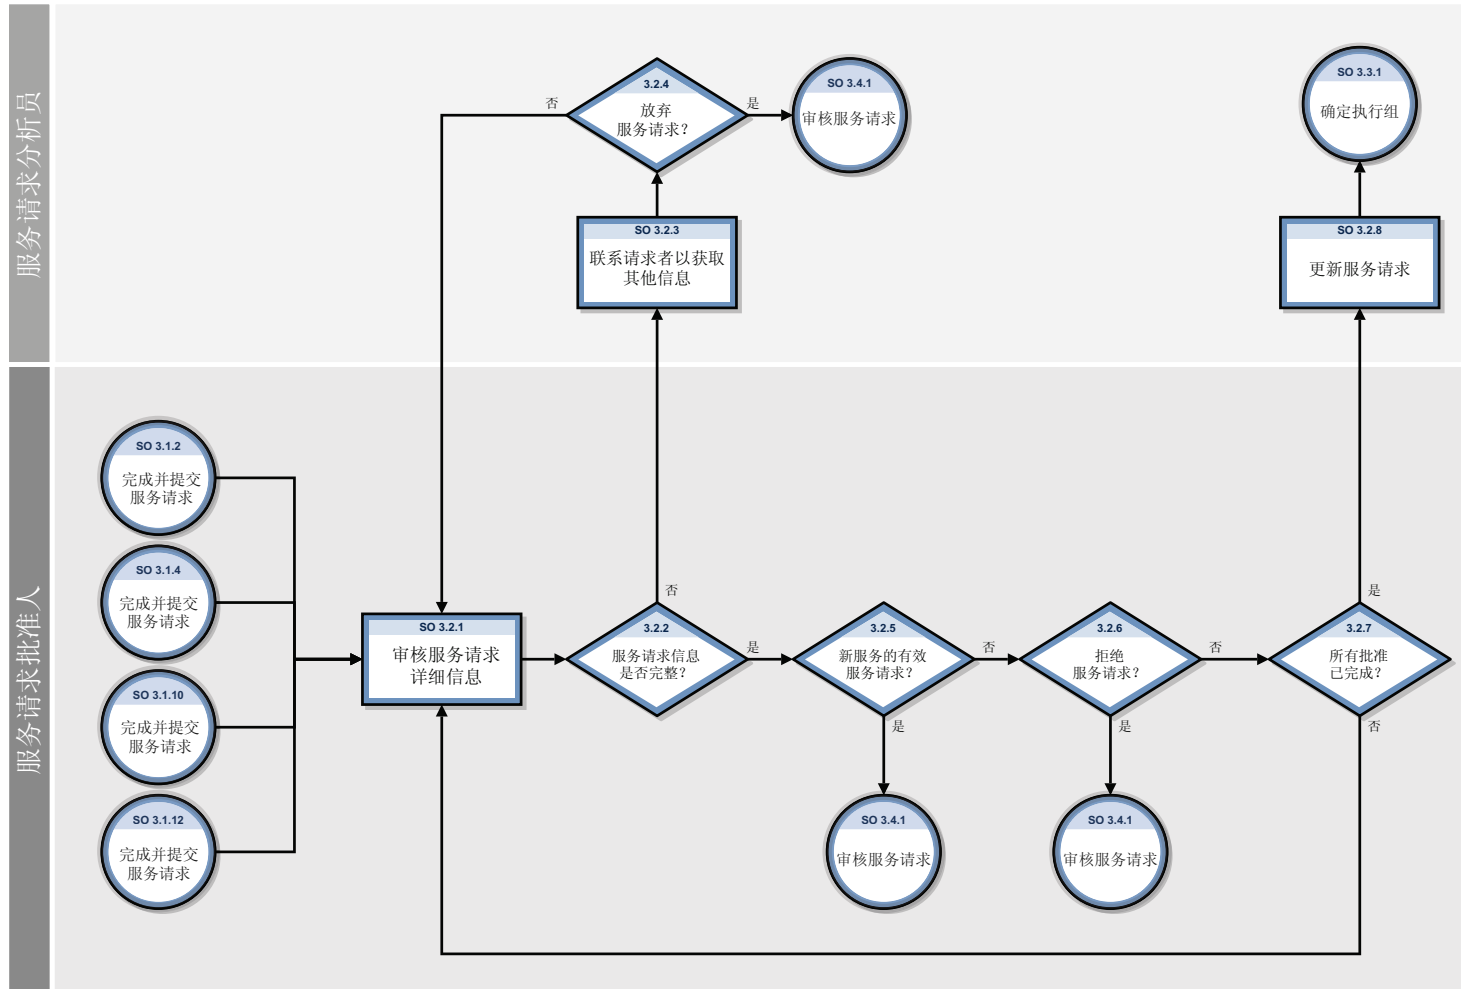 服务请求分析员
3.2.4
放弃
服务请求？
否
是
SO 3.4.1
审核服务请求
SO 3.3.1
确定执行组
SO 3.2.3
联系请求者以获取
其他信息
SO 3.2.8
更新服务请求
服务请求批准人
SO 3.1.2
完成并提交
服务请求
SO 3.1.4
完成并提交
服务请求
SO 3.1.10
完成并提交
服务请求
SO 3.1.12
完成并提交
服务请求
SO 3.2.1
审核服务请求
详细信息
否
3.2.2
服务请求信息
是否完整？
是
3.2.5
新服务的有效
服务请求？
否
是
3.2.6
拒绝
服务请求？
否
是
是
3.2.7
所有批准
已完成？
否
SO 3.4.1
审核服务请求
SO 3.4.1
审核服务请求